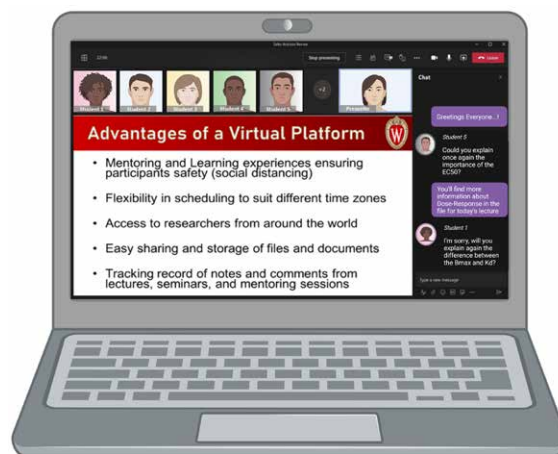 22:06
Stop presenting
Leave
Student 1
Student 2
Student 3
Student 4
Student 5
+2
Presenter
Chat
Advantages of a Virtual Platform
W
• Mentoring and Learning experiences ensuring
participants safety (social distancing)
• Flexibility in scheduling to suit different time zones
• Access to researchers from around the world
• Easy sharing and storage of files and documents
• Tracking record of notes and comments from
lectures, seminars, and mentoring sessions
Greetings Everyone...!
Student 5
Could you explain
once again the
importance of the
EC50?
You'll find more
information about
Dose-Response in the
file for today's lecture
Student 1
I'm sorry, will you
explain again the
difference between
the Bmax and Kd?
Type a new message